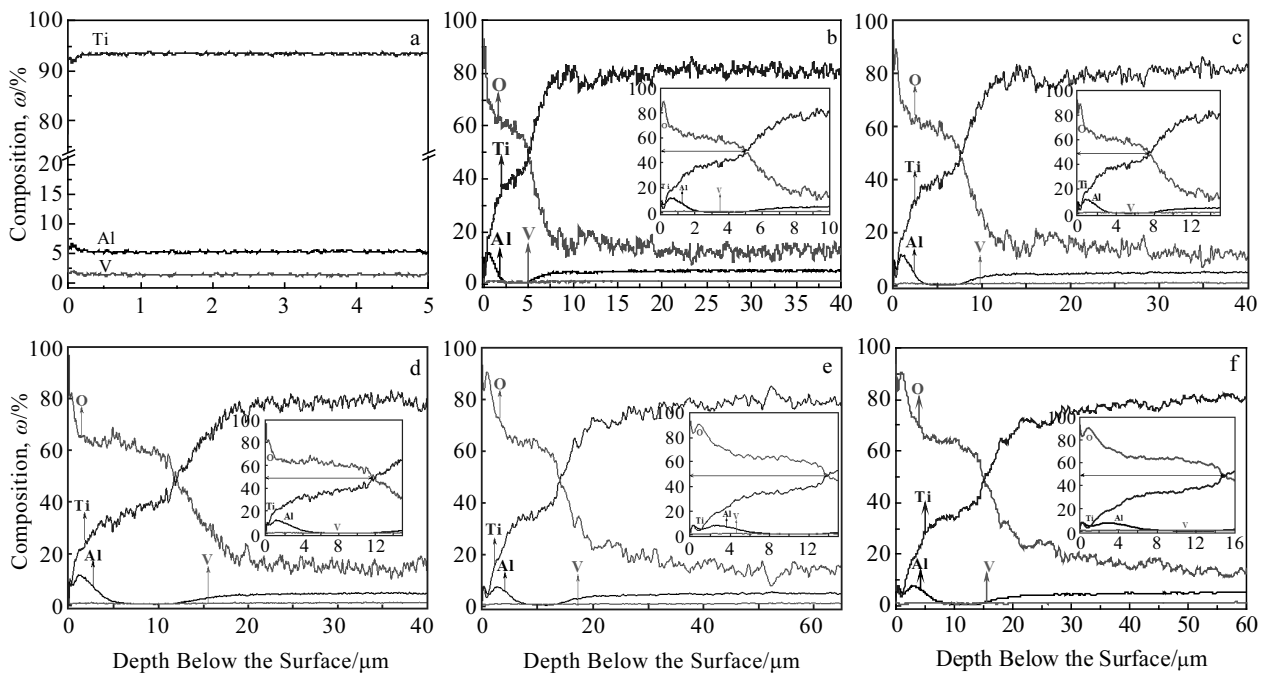 Composition, ω/%
100
95
90
20
15
10
5
0
Ti
Al
V
a
0 1 2 3 4 5
100
80
60
40
20
0
O
Ti
Al
V
b
100
80
60
40
20
0
O
Ti
Al
V
0 2 4 6 8 10
0 5 10 15 20 25 30 35 40
100
80
60
40
20
0
O
Ti
Al
V
c
100
80
60
40
20
0
O
Ti
Al
V
0 4 8 12
0 10 20 30 40
Composition, ω/%
100
80
60
40
20
0
O
Ti
Al
V
d
100
80
60
40
20
0
O
Ti
Al
V
0 4 8 12
0 10 20 30 40
Depth Below the Surface/μm
100
80
60
40
20
0
O
Ti
Al
V
e
100
80
60
40
20
0
O
Ti
Al
V
0 4 8 12
0 10 20 30 40 50 60
Depth Below the Surface/μm
100
80
60
40
20
0
O
Ti
Al
V
f
100
80
60
40
20
0
O
Ti
Al
V
0 4 8 12 16
0 5 10 15 20 25 30 40 50 60
Depth Below the Surface/μm